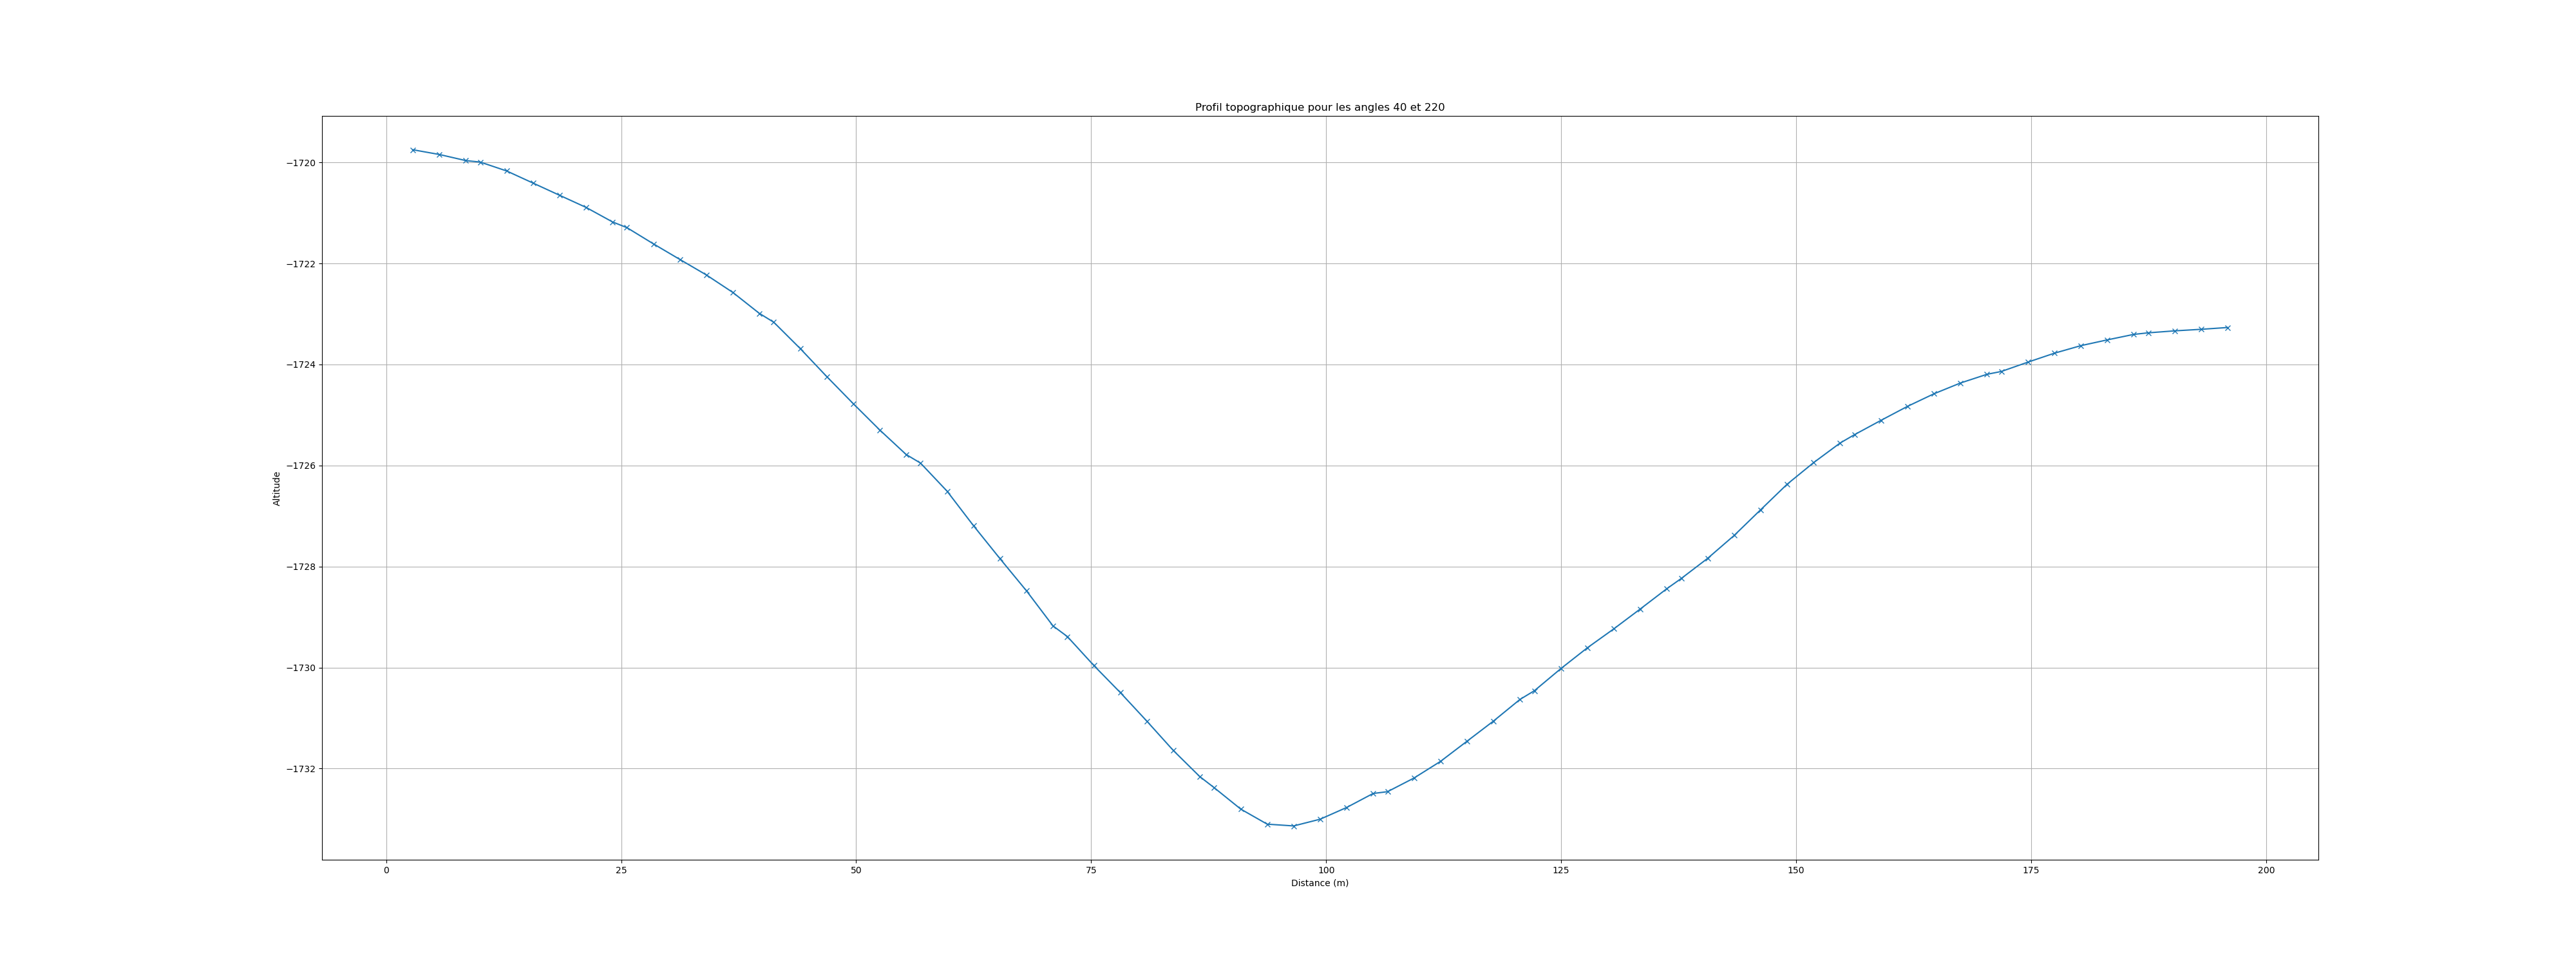 Profil topographique pour les angles 40 et 220
−1720
−1722
−1724
−1726
−1728
−1730
−1732
Altitude
0 25 50 75 100 125 150 175 200
Distance (m)